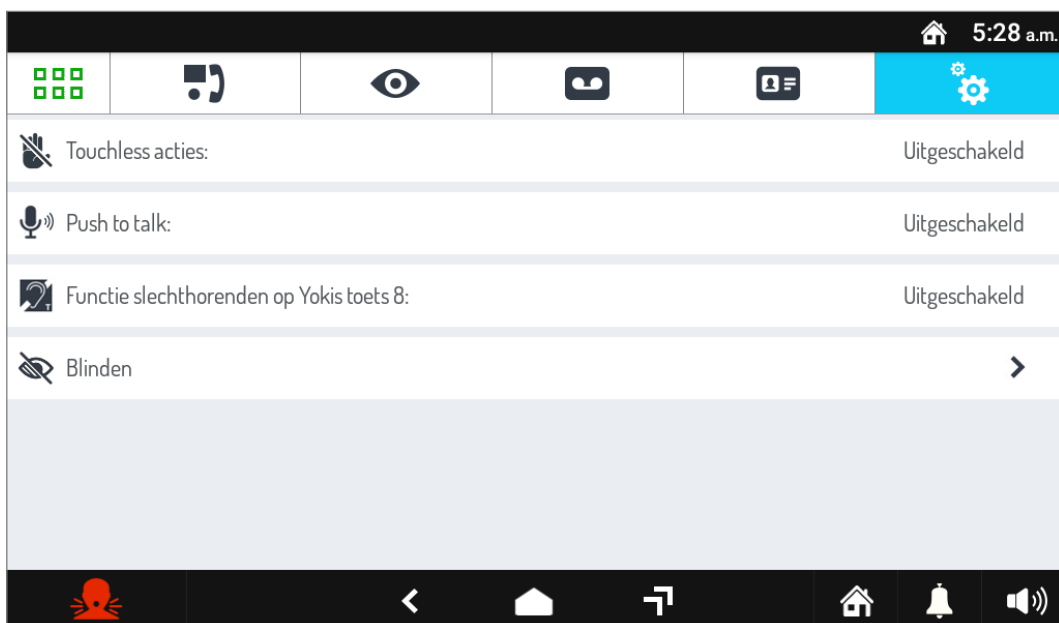 5:28 a.m.
Touchless acties: Uitgeschakeld
Push to talk: Uitgeschakeld
Functie slechthorenden op Yokis toets 8: Uitgeschakeld
Blinden